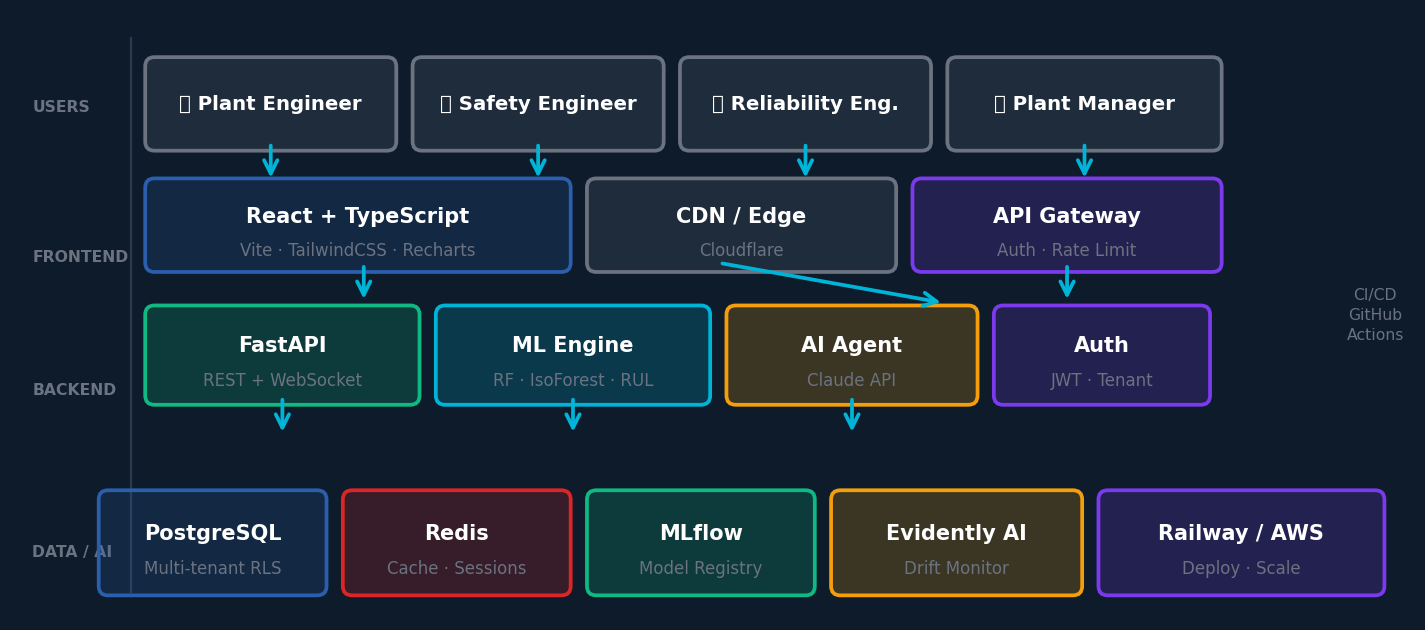 USERS
Plant Engineer
Safety Engineer
Reliability Eng.
Plant Manager
FRONTEND
React + TypeScript
Vite · TailwindCSS · Recharts
CDN / Edge
Cloudflare
API Gateway
Auth · Rate Limit
CI/CD
GitHub
Actions
BACKEND
FastAPI
REST + WebSocket
ML Engine
RF · IsoForest · RUL
AI Agent
Claude API
Auth
JWT · Tenant
DATA / AI
PostgreSQL
Multi-tenant RLS
Redis
Cache · Sessions
MLflow
Model Registry
Evidently AI
Drift Monitor
Railway / AWS
Deploy · Scale